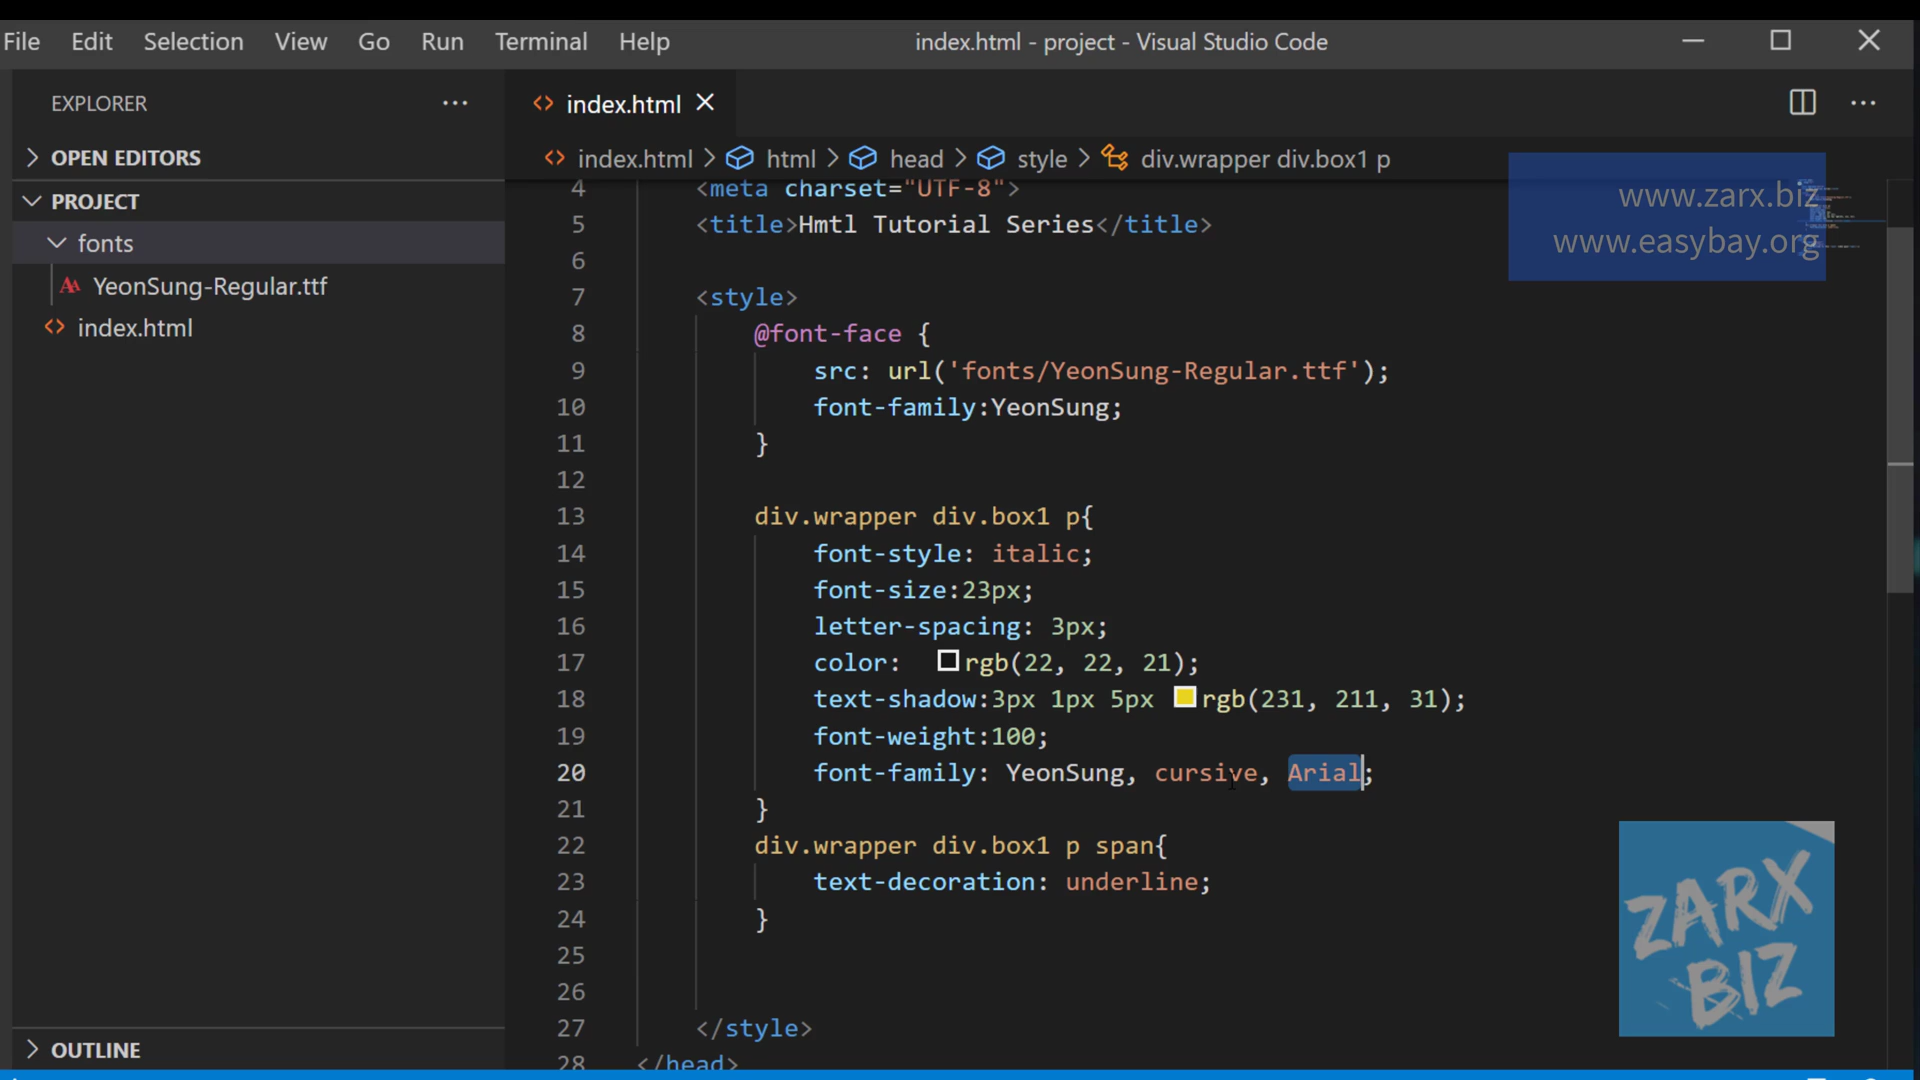 File Edit Selection View Go Run Terminal Help index.html - project - Visual Studio Code
EXPLORER
OPEN EDITORS
PROJECT
fonts
YeonSung-Regular.ttf
index.html
OUTLINE
index.html
index.html > html > head > style > div.wrapper div.box1 p
4 <meta charset="UTF-8">
5 <title>Hmtl Tutorial Series</title>
6
7 <style>
8 @font-face {
9 src: url('fonts/YeonSung-Regular.ttf');
10 font-family:YeonSung;
11 }
12
13 div.wrapper div.box1 p{
14 font-style: italic;
15 font-size:23px;
16 letter-spacing: 3px;
17 color: rgb(22, 22, 21);
18 text-shadow:3px 1px 5px rgb(231, 211, 31);
19 font-weight:100;
20 font-family: YeonSung, cursive, Arial;
21 }
22 div.wrapper div.box1 p span{
23 text-decoration: underline;
24 }
25
26
27 </style>
28 </head>
www.zarx.biz
www.easybay.org
ZARX
BIZ